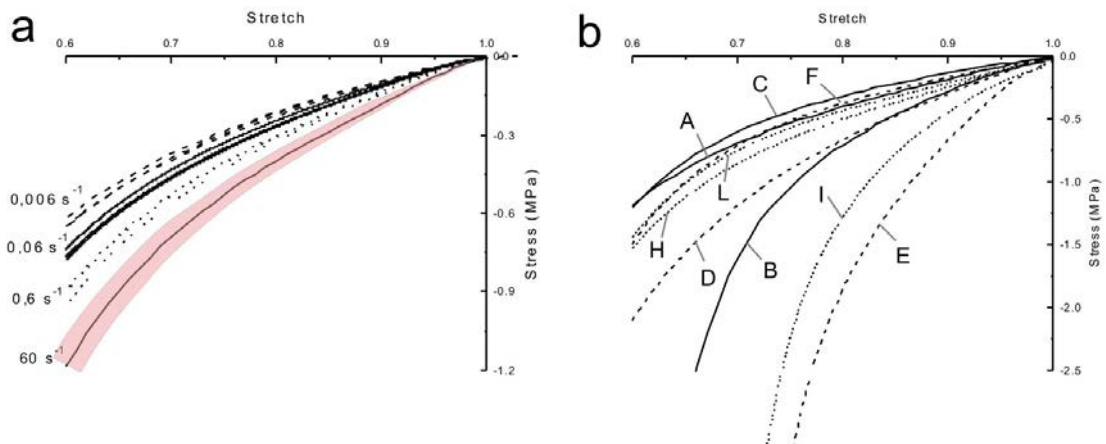 a
Stretch
0.6 0.7 0.8 0.9 1.0
0.0
-0.3
-0.6
-0.9
-1.2
Stress (MPa)
0,006 s-1
0,06 s-1
0,6 s-1
60 s-1
b
Stretch
0.6 0.7 0.8 0.9 1.0
0.0
-0.5
-1.0
-1.5
-2.0
-2.5
Stress (MPa)
C
F
A
L
H
D
B
I
E